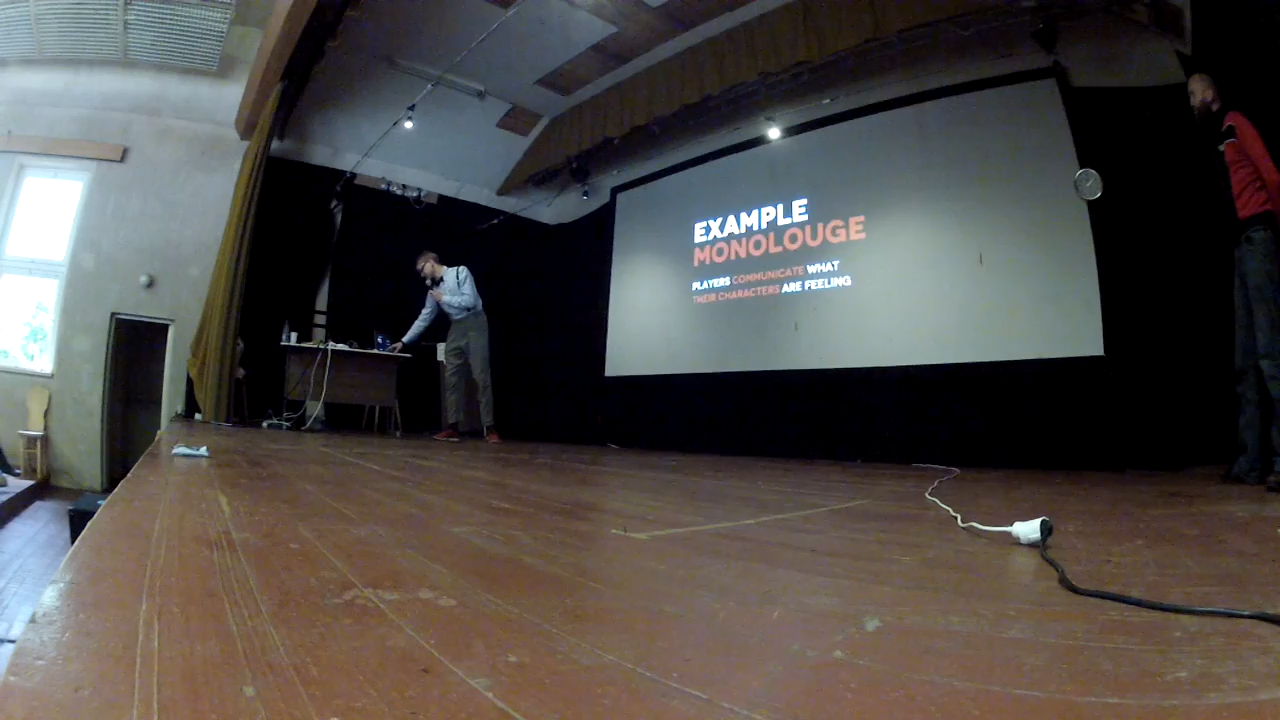 EXAMPLE
MONOLOUGE
PLAYERS COMMUNICATE WHAT
THEIR CHARACTERS ARE FEELING